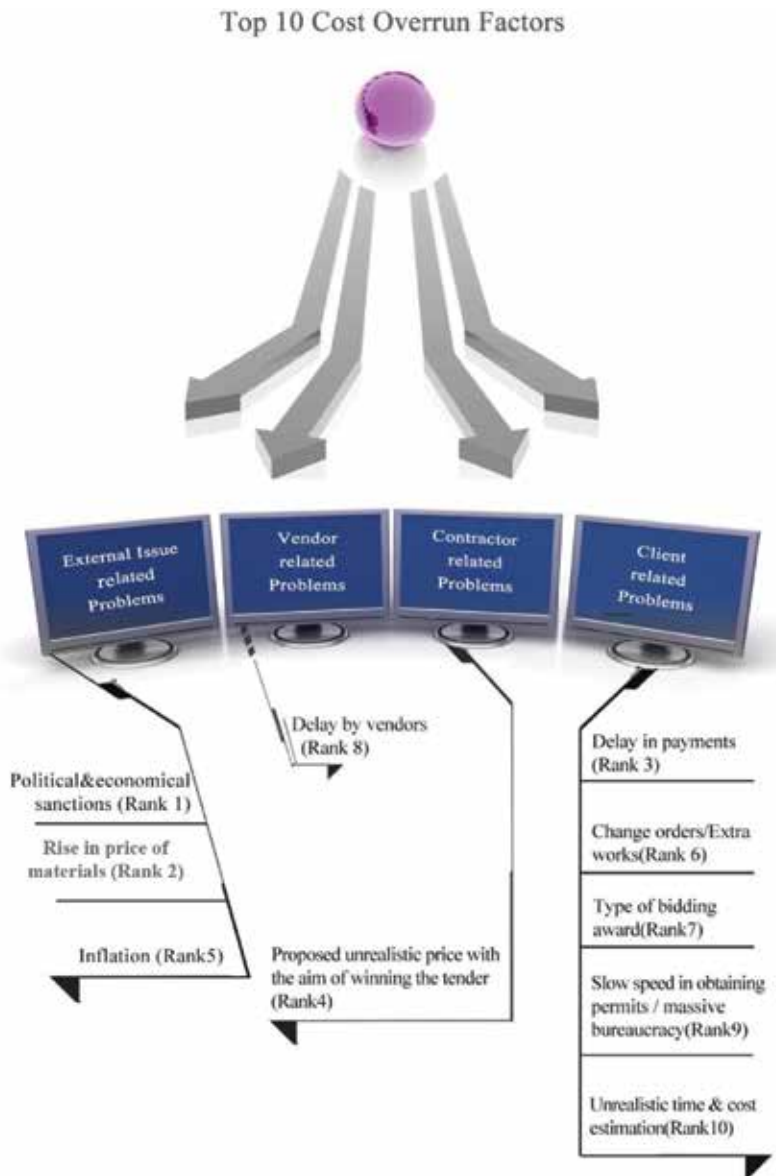 Top 10 Cost Overrun Factors
External Issue
related
Problems
Vendor
related
Problems
Contractor
related
Problems
Client
related
Problems
Political&economical
sanctions (Rank 1)
Rise in price of
materials (Rank 2)
Inflation (Rank5)
Delay by vendors
(Rank 8)
Proposed unrealistic price with
the aim of winning the tender
(Rank4)
Delay in payments
(Rank 3)
Change orders/Extra
works(Rank 6)
Type of bidding
award(Rank7)
Slow speed in obtaining
permits / massive
bureaucracy(Rank9)
Unrealistic time & cost
estimation(Rank10)